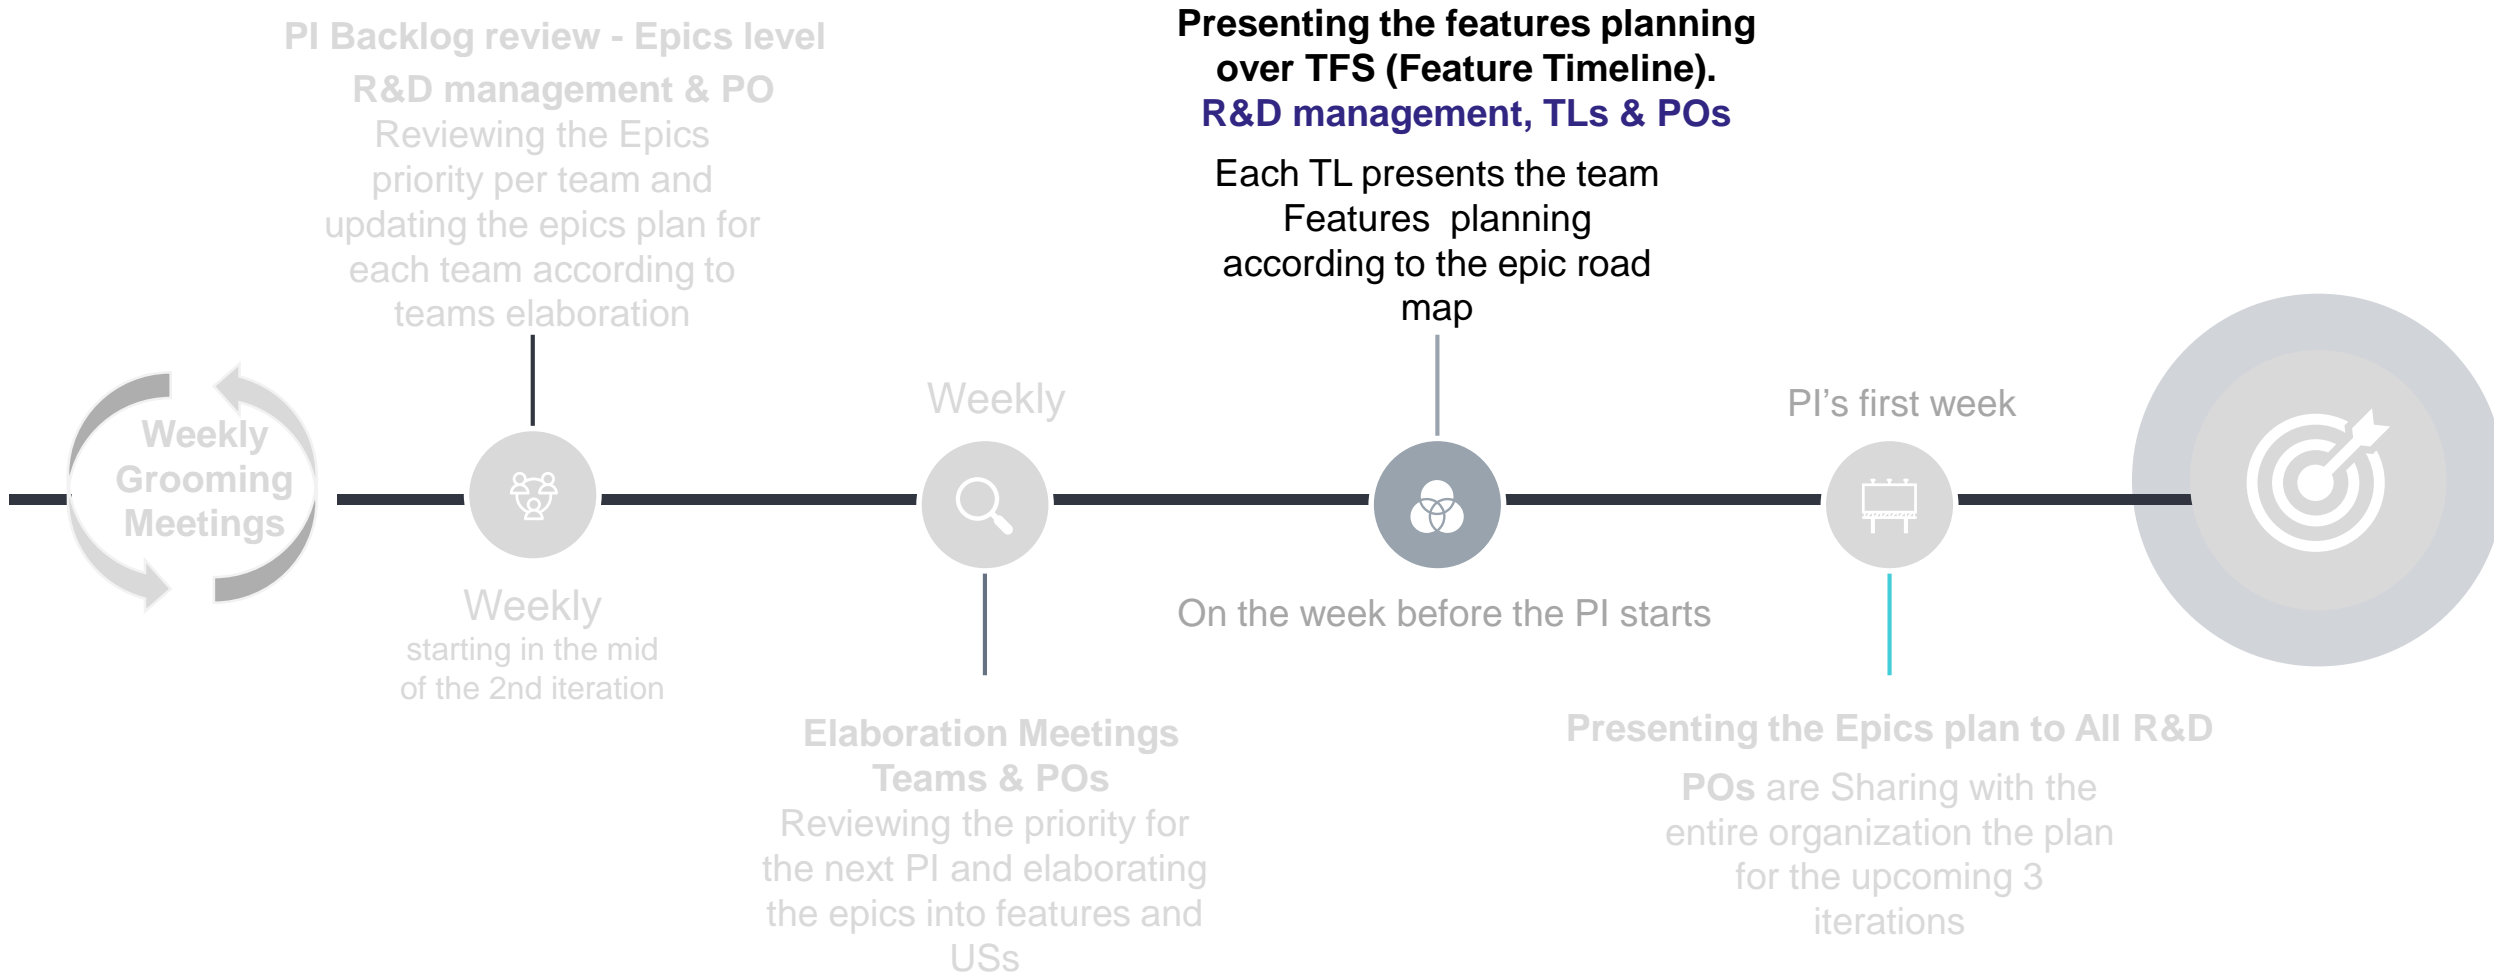 PI Backlog review - Epics level
R&D management & PO
Reviewing the Epics
priority per team and
updating the epics plan for
each team according to
teams elaboration
Presenting the features planning
over TFS (Feature Timeline).
R&D management, TLs & POs
Each TL presents the team
Features  planning
according to the epic road
map
Weekly
Grooming
Meetings
Weekly
starting in the mid
of the 2nd iteration
Weekly
Elaboration Meetings
Teams & POs
Reviewing the priority for
the next PI and elaborating
the epics into features and
USs
On the week before the PI starts
PI’s first week
Presenting the Epics plan to All R&D
POs are Sharing with the
entire organization the plan
for the upcoming 3
iterations